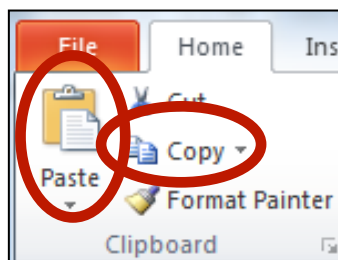 File Home Ins
Cut
Copy
Paste
Format Painter
Clipboard